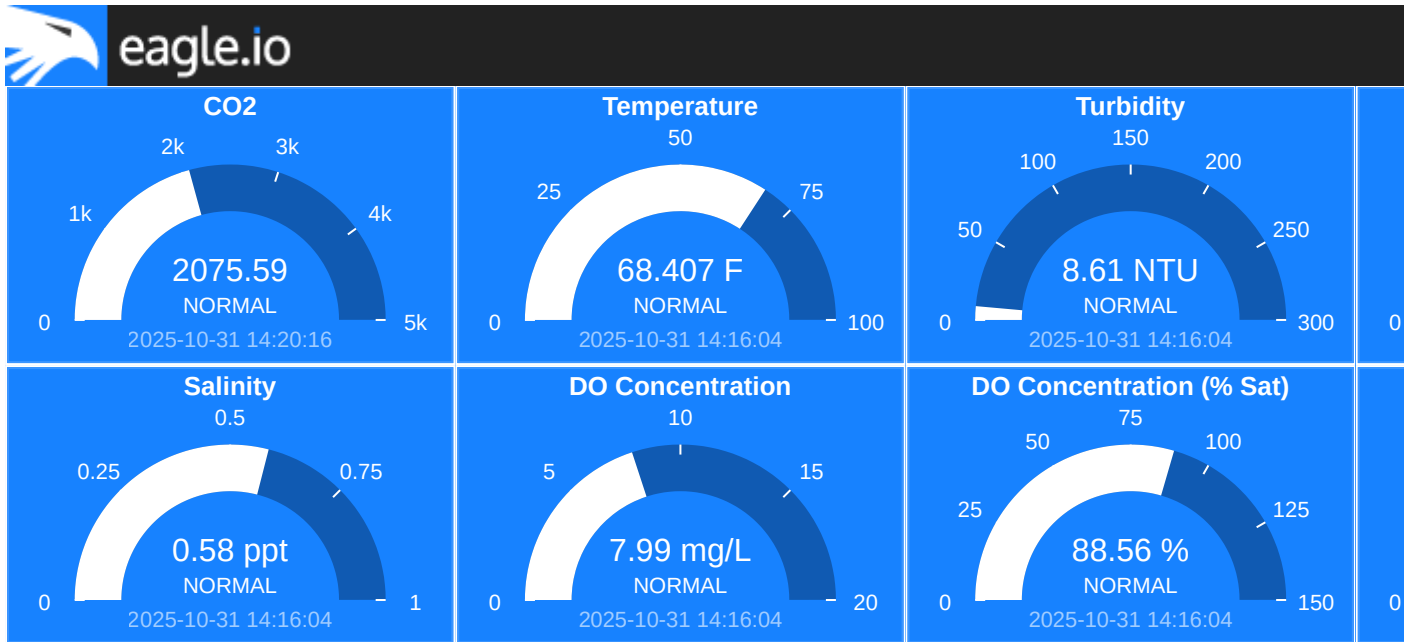 eagle.io
CO2
2k 3k
1k 4k
2075.59
NORMAL
0 5k
2025-10-31 14:20:16
Temperature
50
25 75
68.407 F
NORMAL
0 100
2025-10-31 14:16:04
Turbidity
150
100 200
50 250
8.61 NTU
NORMAL
0 300
2025-10-31 14:16:04
0
Salinity
0.5
0.25 0.75
0.58 ppt
NORMAL
0 1
2025-10-31 14:16:04
DO Concentration
10
5 15
7.99 mg/L
NORMAL
0 20
2025-10-31 14:16:04
DO Concentration (% Sat)
75
50 100
25 125
88.56 %
NORMAL
0 150
2025-10-31 14:16:04
0